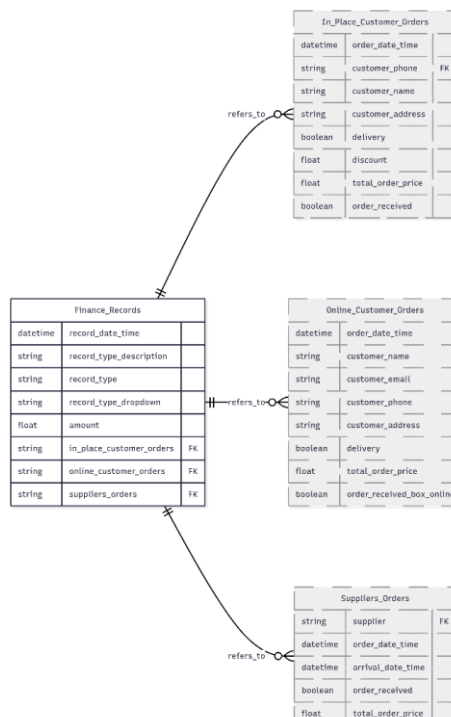 In_Place_Customer_Orders
datetime order_date_time
string customer_phone FK
string customer_name
string customer_address
boolean delivery
float discount
float total_order_price
boolean order_received
refers_to
Finance_Records
datetime record_date_time
string record_type_description
string record_type
string record_type_dropdown
float amount
string in_place_customer_orders FK
string online_customer_orders FK
string suppliers_orders FK
refers_to
Online_Customer_Orders
datetime order_date_time
string customer_name
string customer_email
string customer_phone
string customer_address
boolean delivery
float total_order_price
boolean order_received_box_online
refers_to
Suppliers_Orders
string supplier FK
datetime order_date_time
datetime arrival_date_time
boolean order_received
float total_order_price